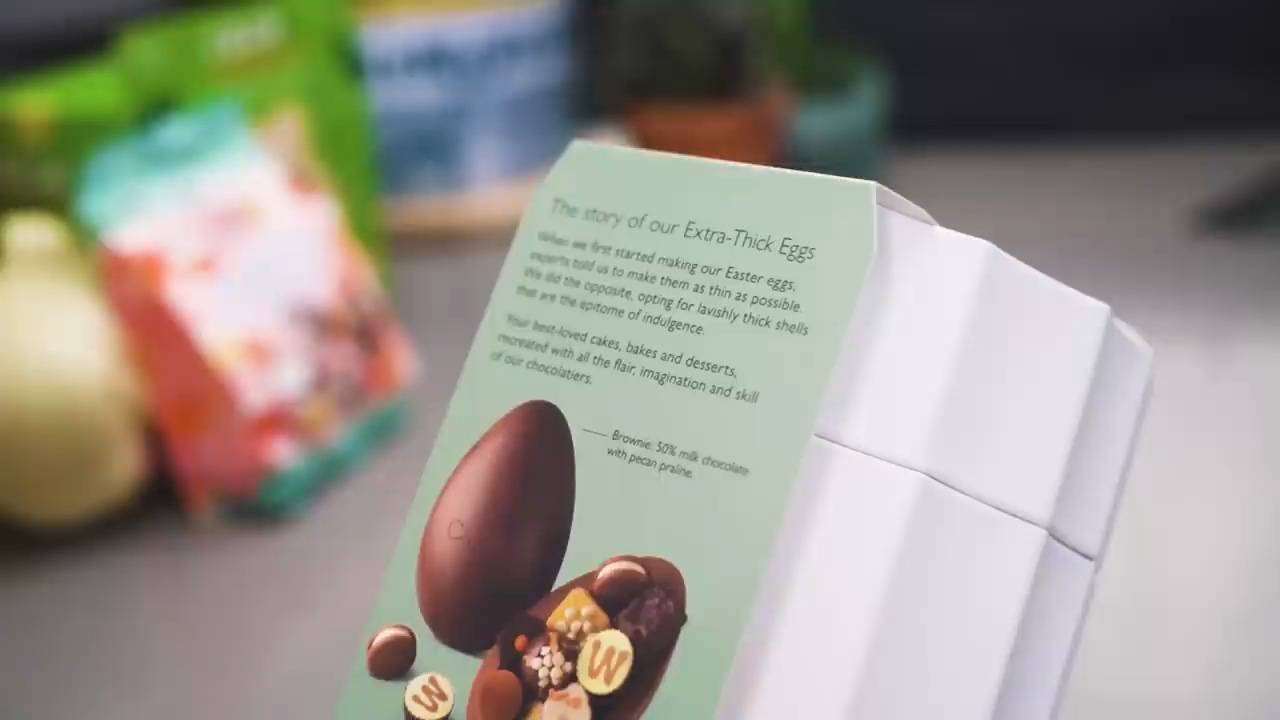 The story of our Extra-Thick Eggs
When we first started making our Easter eggs,
experts told us to make them as thin as possible.
We did the opposite, opting for lavishly thick shells
that are the epitome of indulgence.
Your best-loved cakes, bakes and desserts,
recreated with all the flair, imagination and skill
of our chocolatiers.
Brownie: 50% milk chocolate
with pecan praline.
W
W